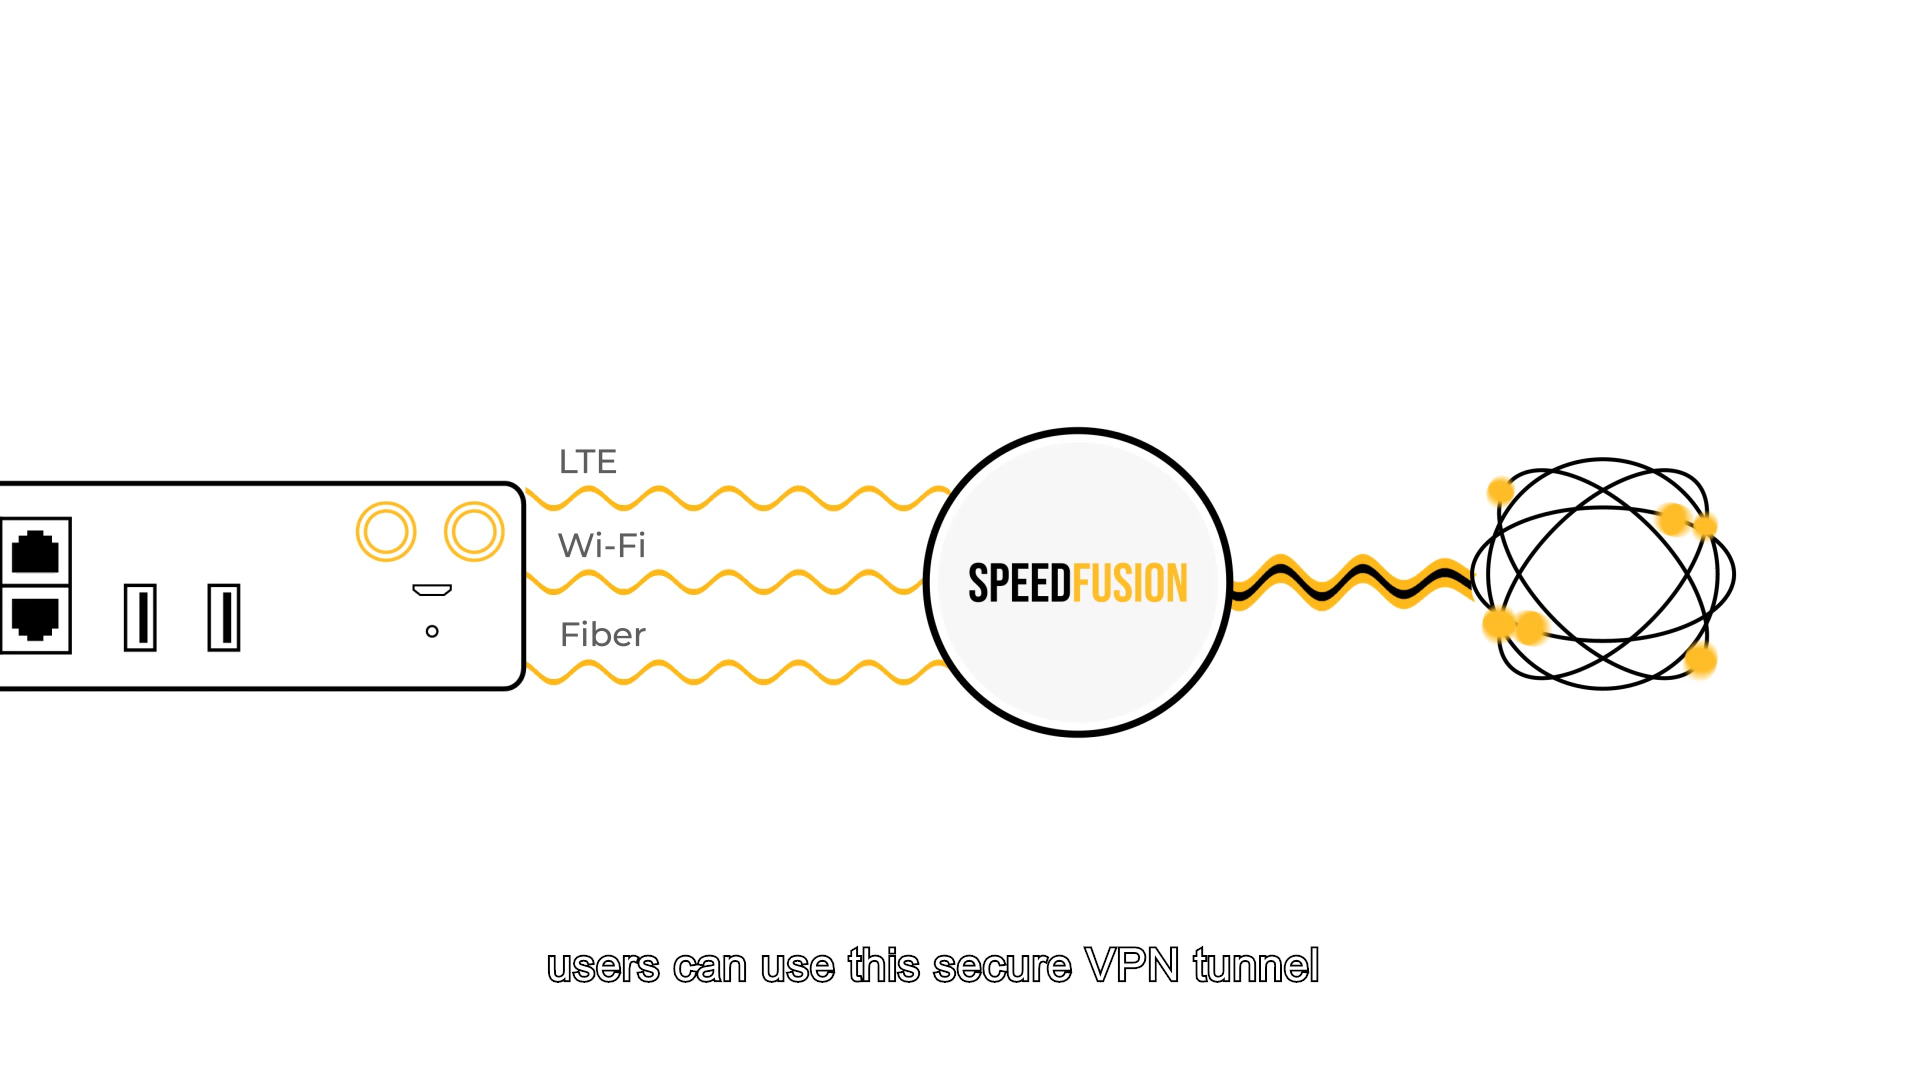 LTE
Wi-Fi
Fiber
SPEEDFUSION
users can use this secure VPN tunnel